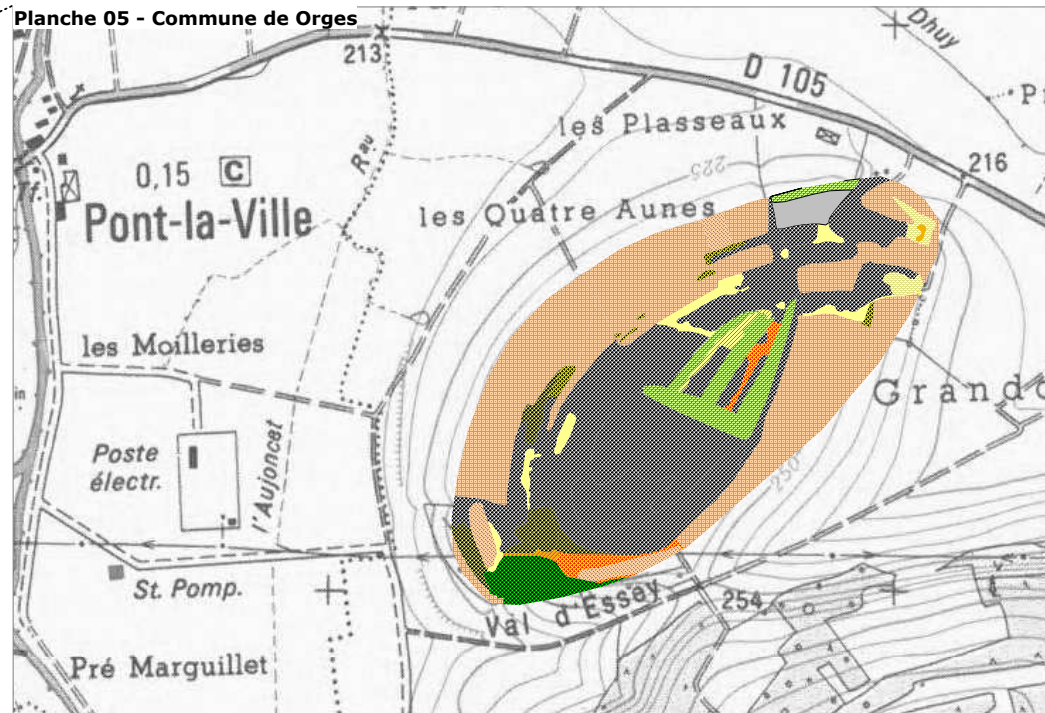 Planche 05 - Commune de Orges
Dhuy
213
D 105
les Plasseaux
Rau
225
216
0,15 C
Pont-la-Ville
les Quatre Aunes
les Moilleries
Grando
Poste
électr.
l'Aujoncet
250
St. Pomp.
254
Val d'Essey
Pré Marguillet